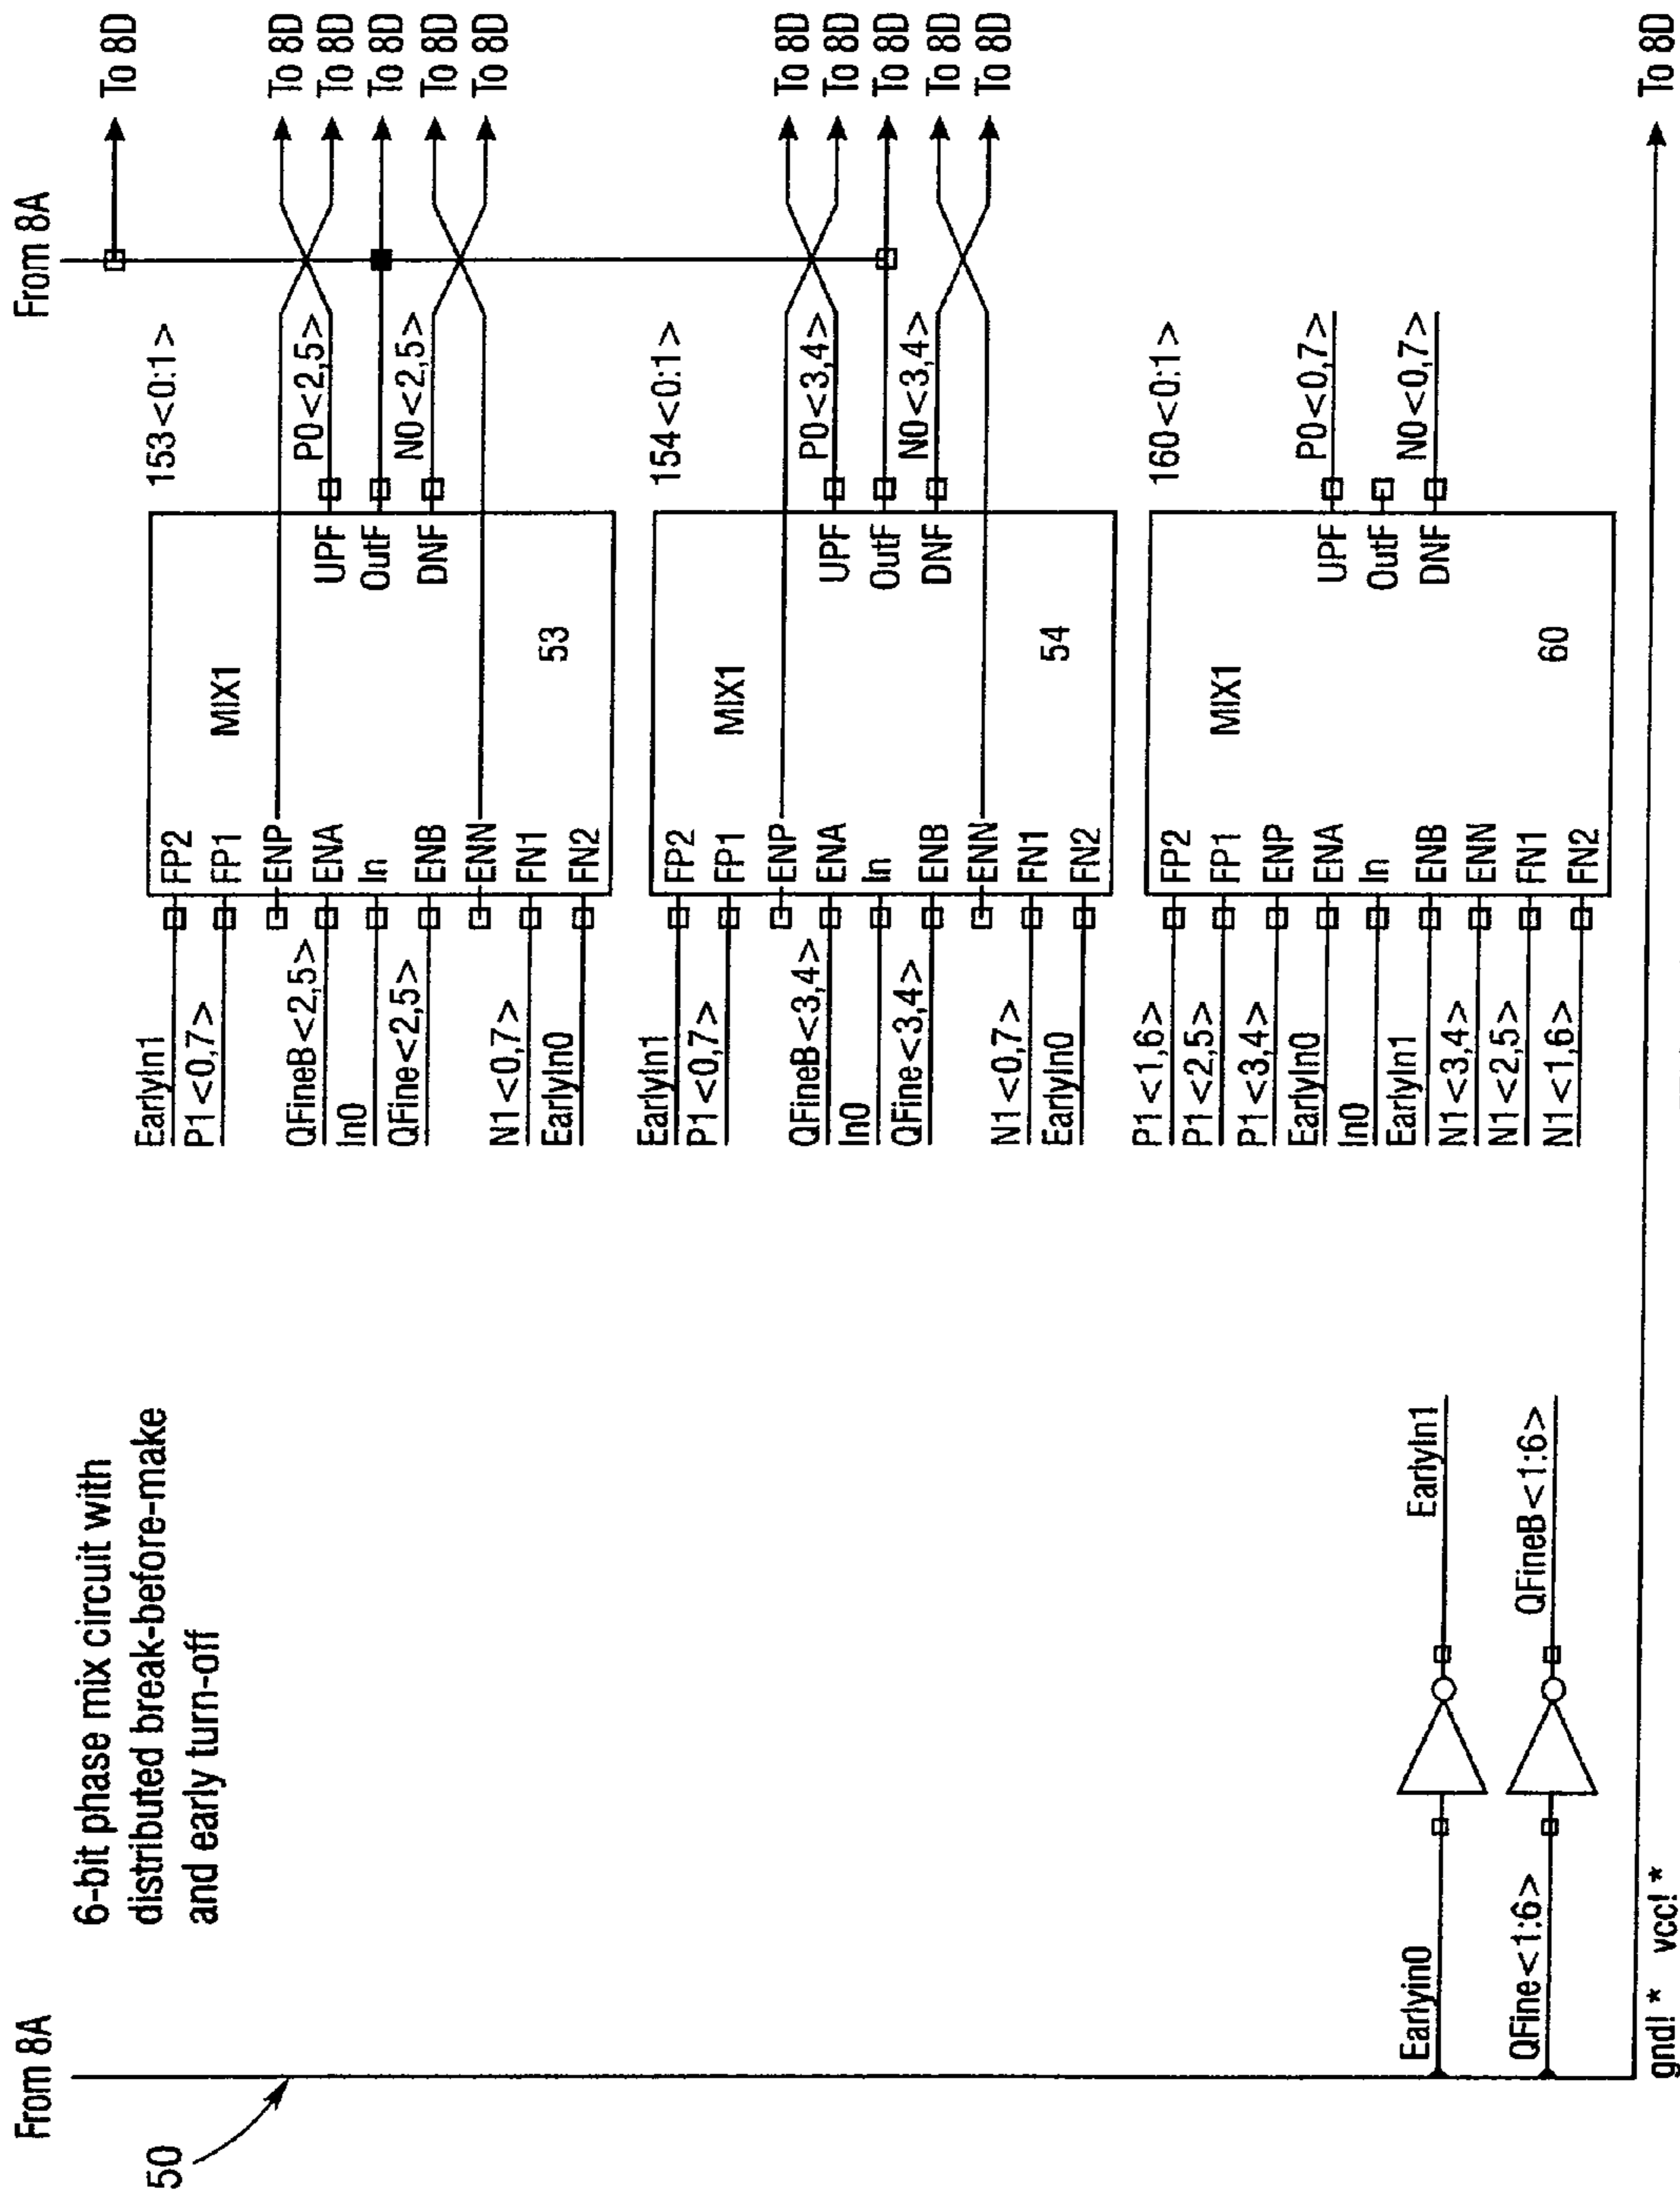 From 8A
50
6-bit phase mix circuit with
distributed break-before-make
and early turn-off
Earlyin0
EarlyIn1
QFine<1:6>
QFineB<1:6>
gnd! * vcc! *
From 8A
To 8D
153<0:1>
EarlyIn1
P1<0,7>
QFineB<2,5>
In0
QFine<2,5>
N1<0,7>
EarlyIn0
FP2
FP1
ENP
ENA
In
ENB
ENN
FN1
FN2
MIX1
53
UPF
OutF
DNF
P0<2,5>
N0<2,5>
To 8D
To 8D
To 8D
To 8D
To 8D
154<0:1>
EarlyIn1
P1<0,7>
QFineB<3,4>
In0
QFine<3,4>
N1<0,7>
EarlyIn0
FP2
FP1
ENP
ENA
In
ENB
ENN
FN1
FN2
MIX1
54
UPF
OutF
DNF
P0<3,4>
N0<3,4>
To 8D
To 8D
To 8D
To 8D
To 8D
160<0:1>
P1<1,6>
P1<2,5>
P1<3,4>
EarlyIn0
In0
EarlyIn1
N1<3,4>
N1<2,5>
N1<1,6>
FP2
FP1
ENP
ENA
In
ENB
ENN
FN1
FN2
MIX1
60
UPF
OutF
DNF
P0<0,7>
N0<0,7>
To 8D